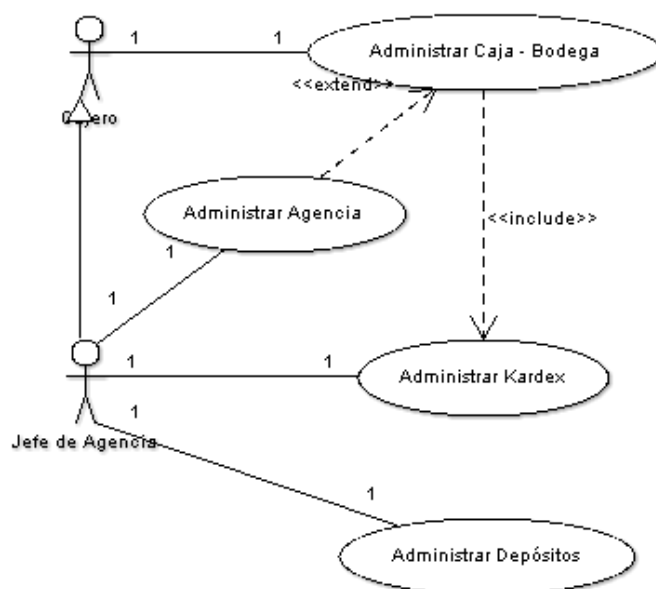 1
1
Administrar Caja - Bodega
<<extend>>
Administrar Agencia
<<include>>
1
1
1
1
Administrar Kardex
1
Jefe de Agencia
1
Administrar Depósitos